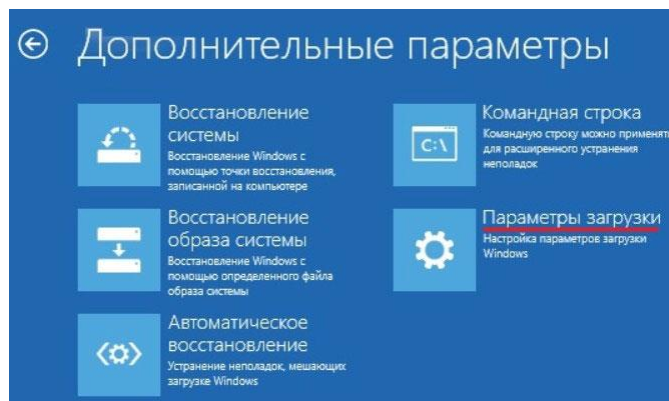 Дополнительные параметры
Восстановление
системы
Восстановление Windows с
помощью точки восстановления,
записанной на компьютере
Восстановление
образа системы
Восстановление Windows с
помощью определенного файла
образа системы
Автоматическое
восстановление
Устранение неполадок, мешающих
загрузке Windows
Командная строка
Командную строку можно применят
для расширенного устранения
неполадок
C:\
Параметры загрузки
Настройка параметров загрузки
Windows